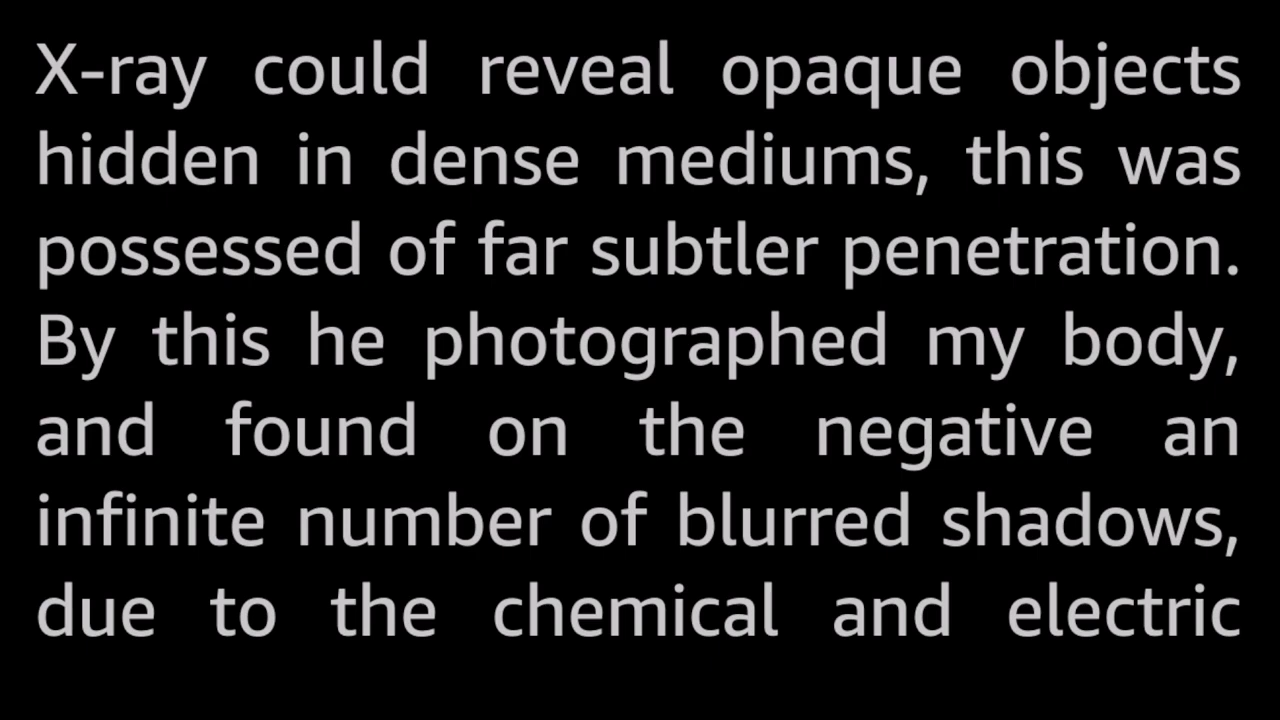 X-ray could reveal opaque objects
hidden in dense mediums, this was
possessed of far subtler penetration.
By this he photographed my body,
and found on the negative an
infinite number of blurred shadows,
due to the chemical and electric